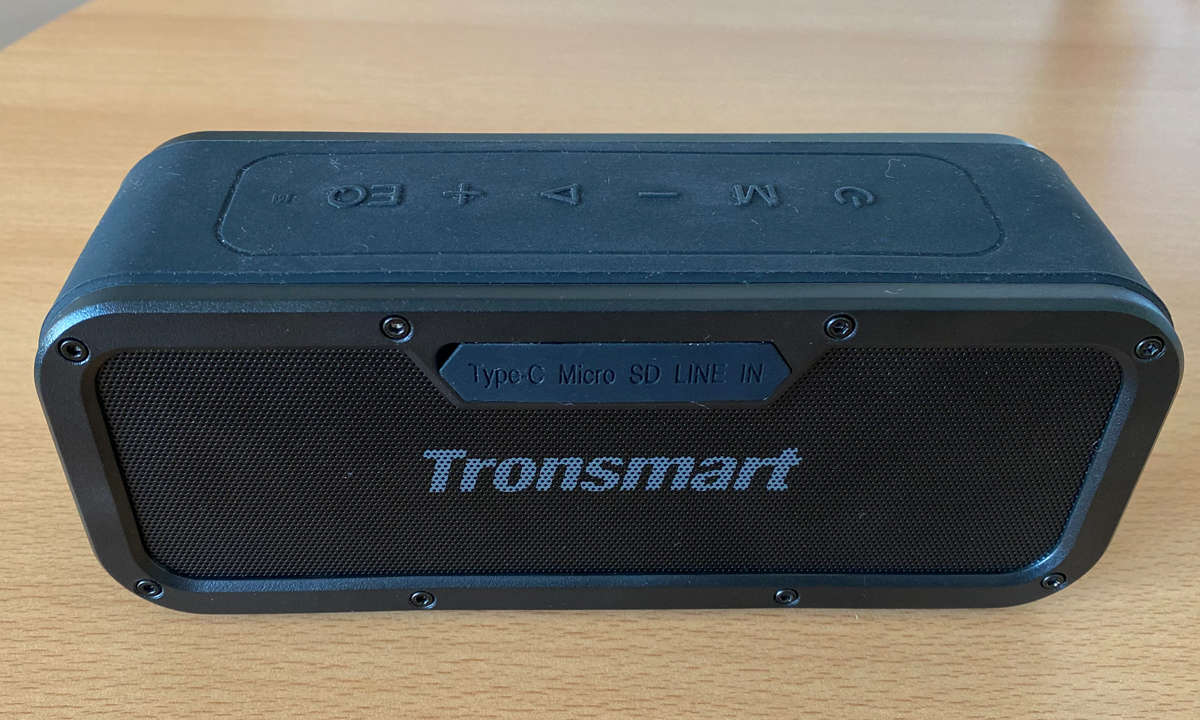 M − + EQ
Type-C Micro SD LINE IN
Tronsmart